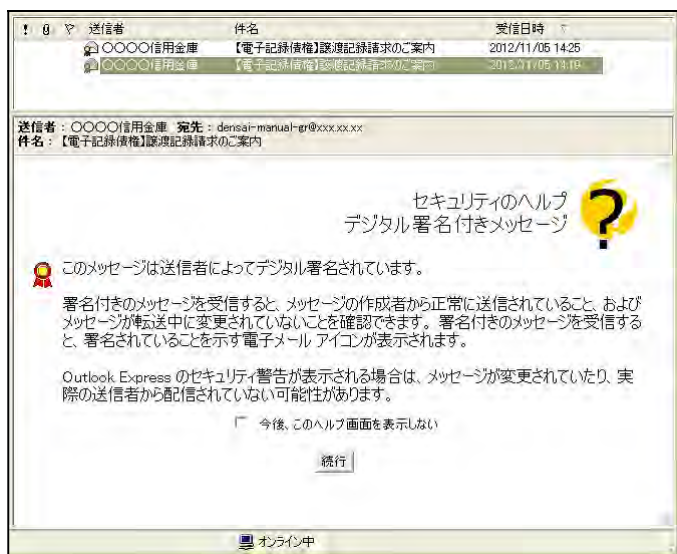 ! 0 送信者 件名 受信日時
〇〇〇〇信用金庫 【電子記録債権】譲渡記録請求のご案内 2012/11/05 14:25
〇〇〇〇信用金庫 【電子記録債権】譲渡記録請求のご案内
送信者:〇〇〇〇信用金庫 宛先:densai-manual-gr@xxx.xx.xx
件名:【電子記録債権】譲渡記録請求のご案内
セキュリティのヘルプ
デジタル署名付きメッセージ
?
このメッセージは送信者によってデジタル署名されています。
署名付きのメッセージを受信すると、メッセージの作成者から正常に送信されていること、および
メッセージが転送中に変更されていないことを確認できます。署名付きのメッセージを受信する
と、署名されていることを示す電子メール アイコンが表示されます。
Outlook Express のセキュリティ警告が表示される場合は、メッセージが変更されていたり、実
際の送信者から配信されていない可能性があります。
今後、このヘルプ画面を表示しない
続行
オンライン中